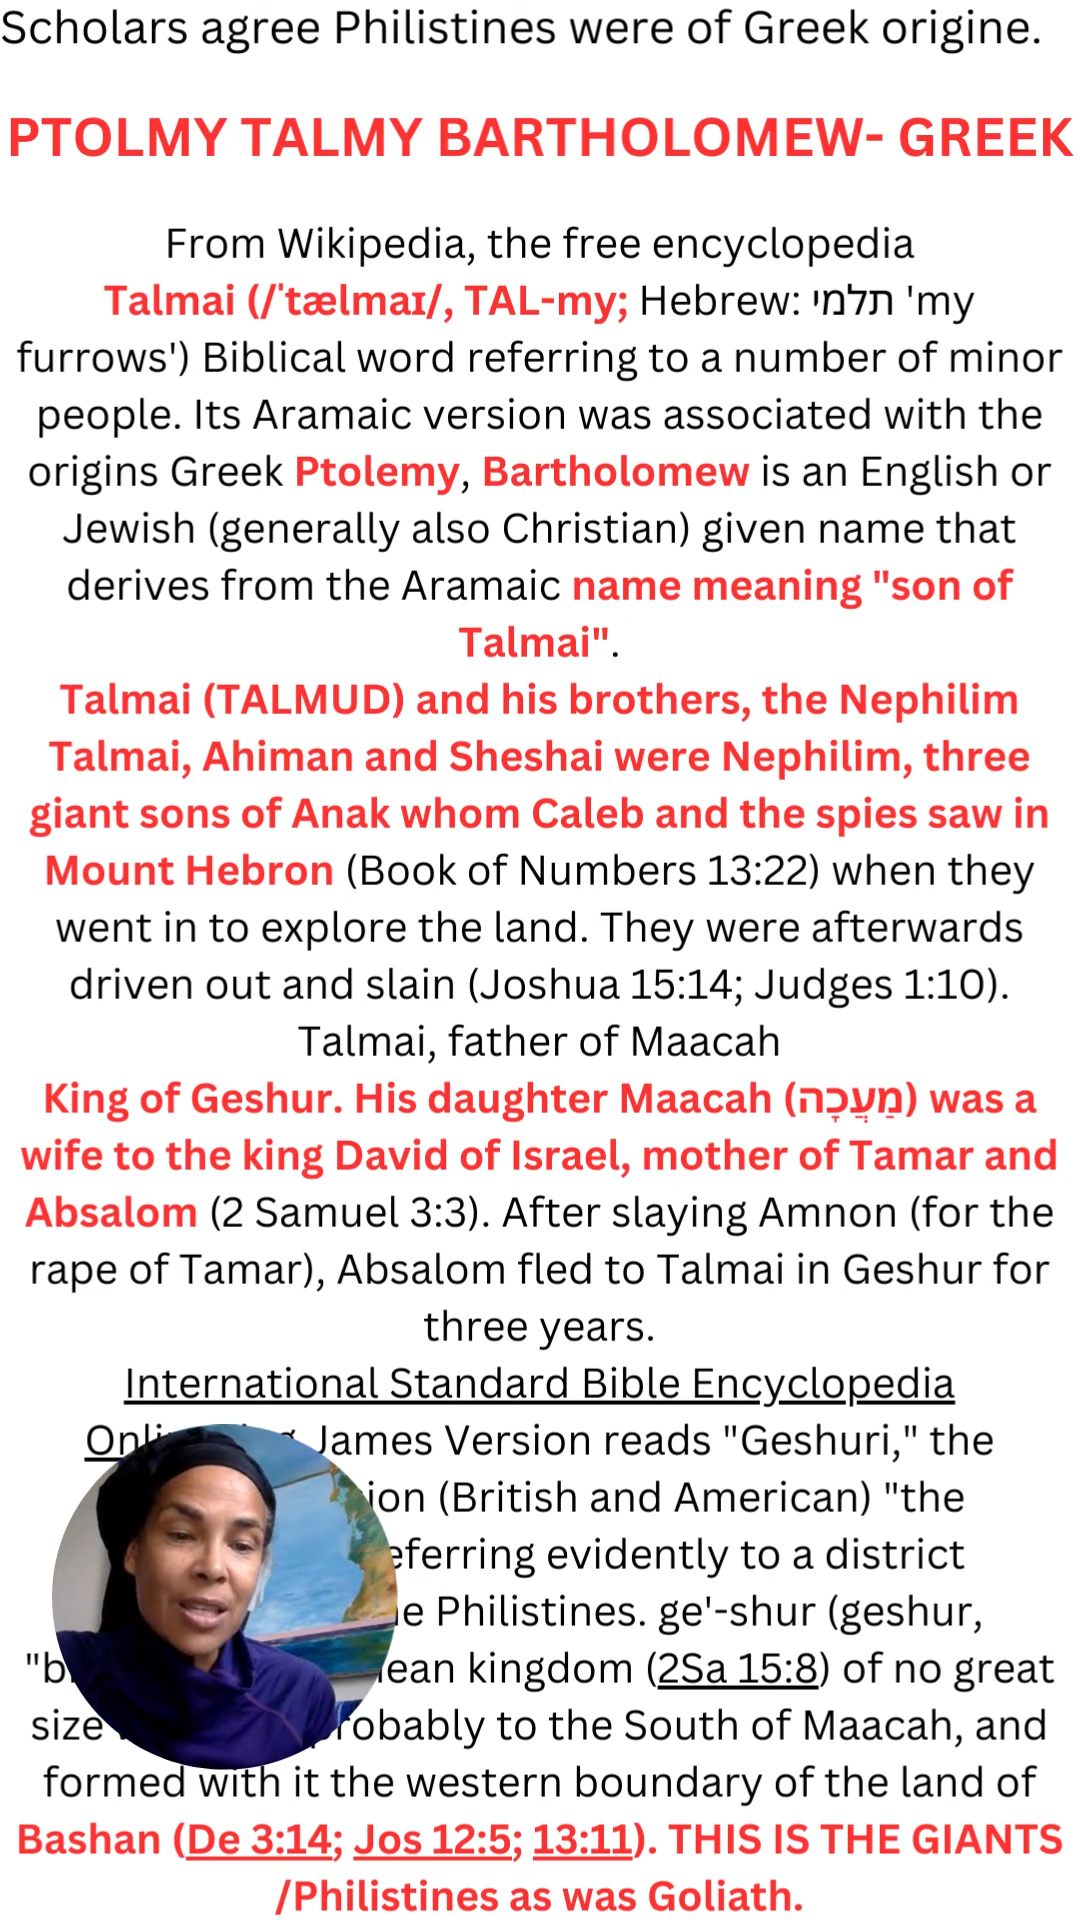 Scholars agree Philistines were of Greek origine.
PTOLMY TALMY BARTHOLOMEW- GREEK
From Wikipedia, the free encyclopedia
Talmai (/ˈtælmaɪ/, TAL-my; Hebrew: תלמי 'my
furrows') Biblical word referring to a number of minor
people. Its Aramaic version was associated with the
origins Greek Ptolemy, Bartholomew is an English or
Jewish (generally also Christian) given name that
derives from the Aramaic name meaning "son of
Talmai".
Talmai (TALMUD) and his brothers, the Nephilim
Talmai, Ahiman and Sheshai were Nephilim, three
giant sons of Anak whom Caleb and the spies saw in
Mount Hebron (Book of Numbers 13:22) when they
went in to explore the land. They were afterwards
driven out and slain (Joshua 15:14; Judges 1:10).
Talmai, father of Maacah
King of Geshur. His daughter Maacah (מַעֲכָה) was a
wife to the king David of Israel, mother of Tamar and
Absalom (2 Samuel 3:3). After slaying Amnon (for the
rape of Tamar), Absalom fled to Talmai in Geshur for
three years.
International Standard Bible Encyclopedia
James Version reads "Geshuri," the
(British and American) "the
evidently to a district
Philistines. ge'-shur (geshur,
kingdom (2Sa 15:8) of no great
size to the South of Maacah, and
formed with it the western boundary of the land of
Bashan (De 3:14; Jos 12:5; 13:11). THIS IS THE GIANTS
/Philistines as was Goliath.